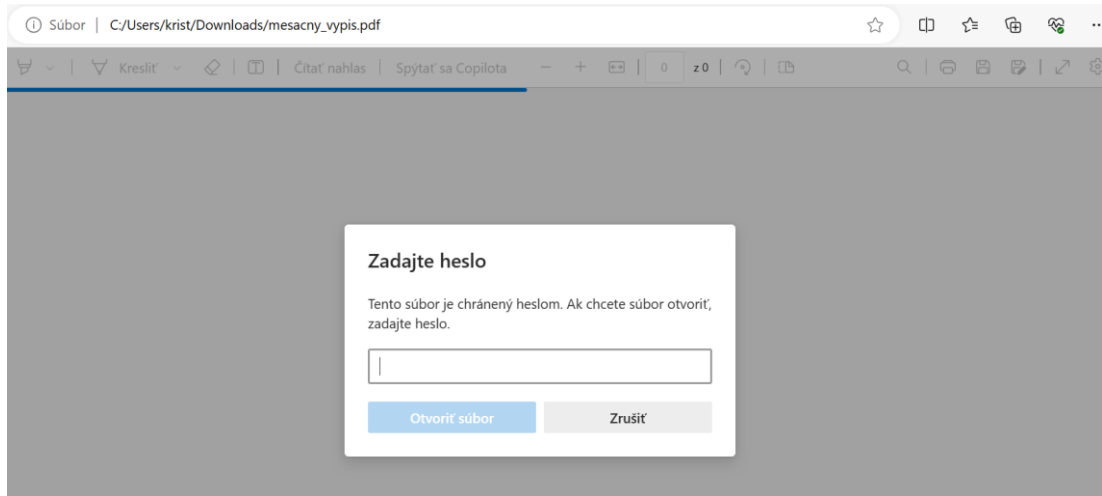 Súbor | C:/Users/krist/Downloads/mesacny_vypis.pdf
Kresliť | Čítať nahlas | Spýtať sa Copilota 0 z 0
Zadajte heslo
Tento súbor je chránený heslom. Ak chcete súbor otvoriť,
zadajte heslo.
Otvoriť súbor Zrušiť